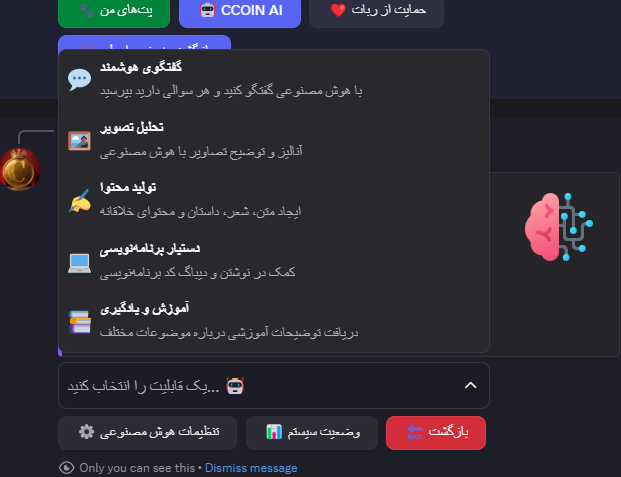 پت‌های من
CCOIN AI
حمایت از ربات
گفتگوی هوشمند
با هوش مصنوعی گفتگو کنید و هر سوالی دارید بپرسید
تحلیل تصویر
آنالیز و توضیح تصاویر با هوش مصنوعی
تولید محتوا
ایجاد متن، شعر، داستان و محتوای خلاقانه
دستیار برنامه‌نویسی
کمک در نوشتن و دیباگ کد برنامه‌نویسی
آموزش و یادگیری
دریافت توضیحات آموزشی درباره موضوعات مختلف
یک قابلیت را انتخاب کنید...
تنظیمات هوش مصنوعی
وضعیت سیستم
بازگشت
Only you can see this • Dismiss message